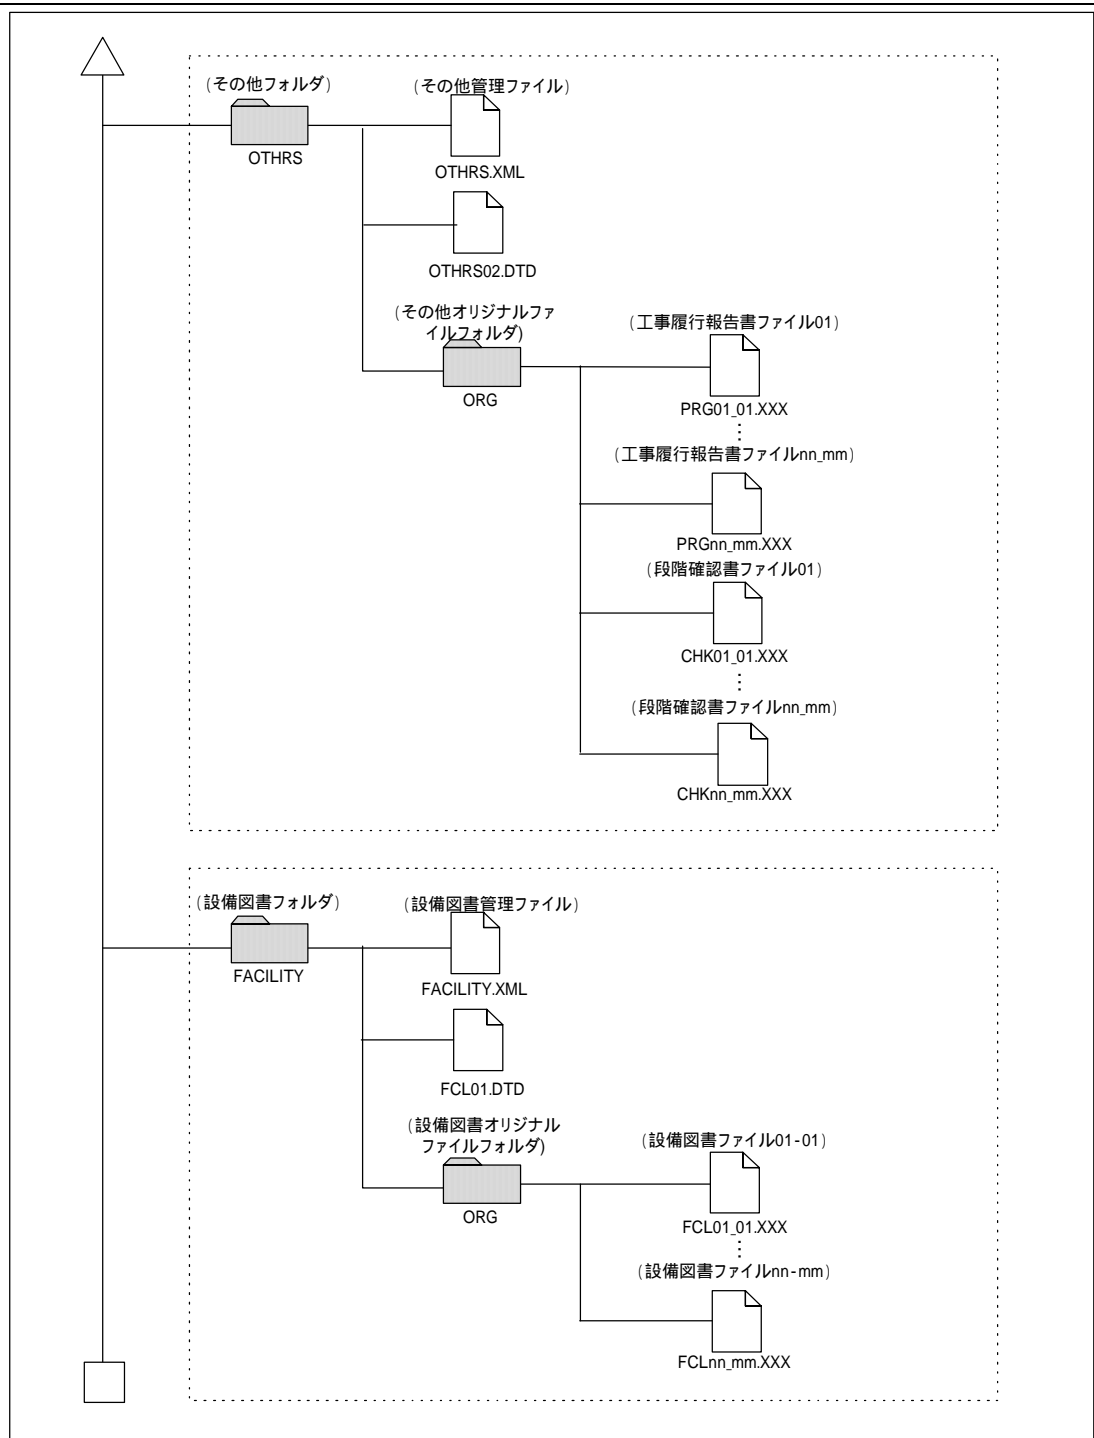 (その他フォルダ)
(その他管理ファイル)
OTHRS
OTHRS.XML
OTHRS02.DTD
(その他オリジナルファ
イルフォルダ)
ORG
(工事履行報告書ファイル01)
PRG01_01.XXX
(工事履行報告書ファイルnn_mm)
PRGnn_mm.XXX
(段階確認書ファイル01)
CHK01_01.XXX
(段階確認書ファイルnn_mm)
CHKnn_mm.XXX
(設備図書フォルダ)
(設備図書管理ファイル)
FACILITY
FACILITY.XML
FCL01.DTD
(設備図書オリジナル
ファイルフォルダ)
ORG
(設備図書ファイル01-01)
FCL01_01.XXX
(設備図書ファイルnn-mm)
FCLnn_mm.XXX